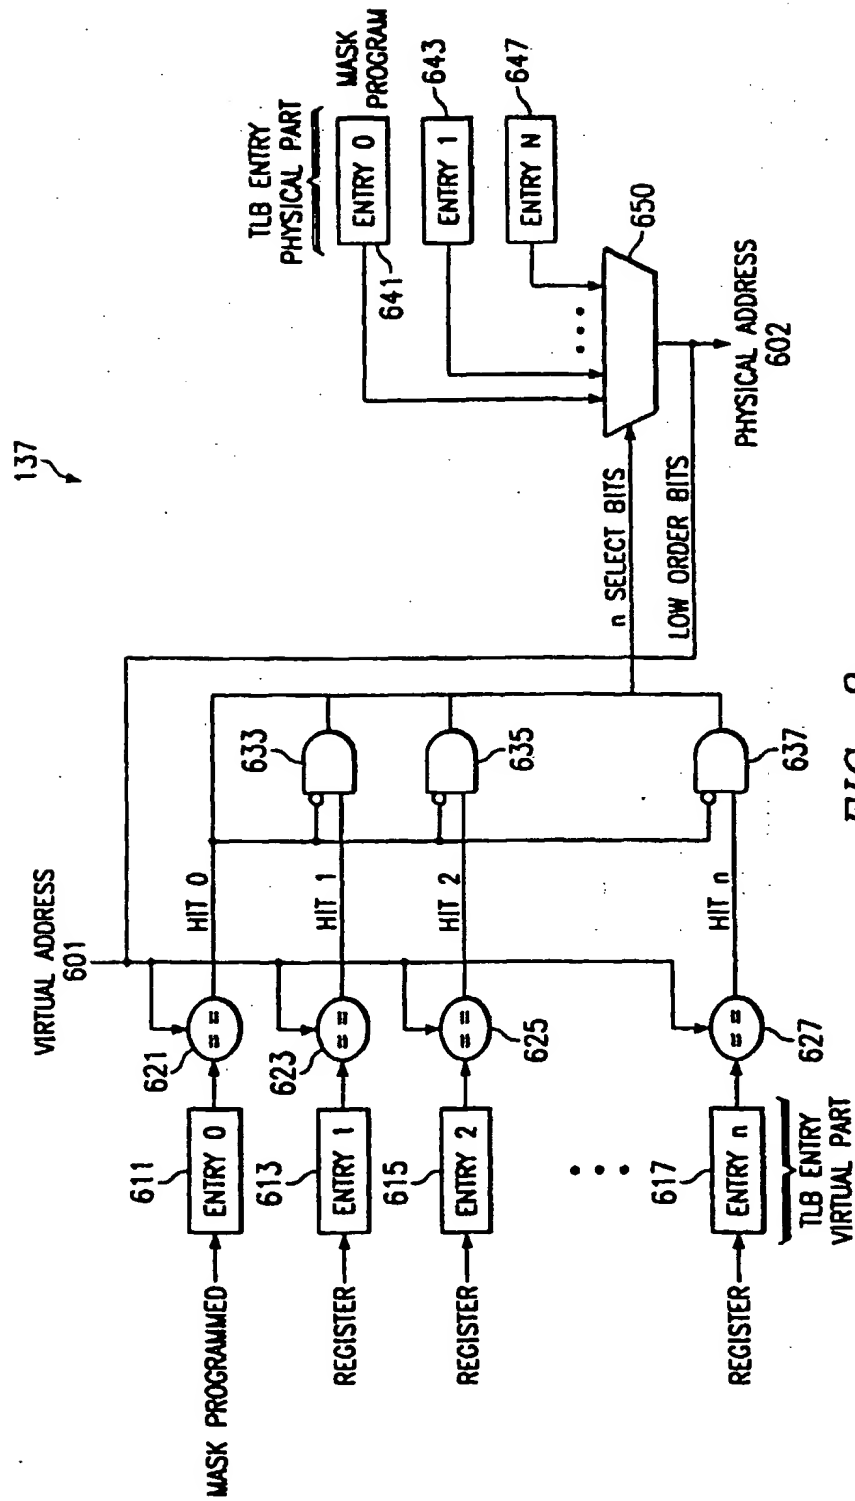 137
VIRTUAL ADDRESS
601
MASK PROGRAMMED
611
ENTRY 0
621
==
HIT 0
REGISTER
613
ENTRY 1
623
==
HIT 1
633
REGISTER
615
ENTRY 2
625
==
HIT 2
635
REGISTER
617
ENTRY n
627
==
HIT n
637
TLB ENTRY
VIRTUAL PART
n SELECT BITS
LOW ORDER BITS
TLB ENTRY
PHYSICAL PART
MASK
PROGRAM
ENTRY 0
641
ENTRY 1
643
ENTRY N
647
650
PHYSICAL ADDRESS
602